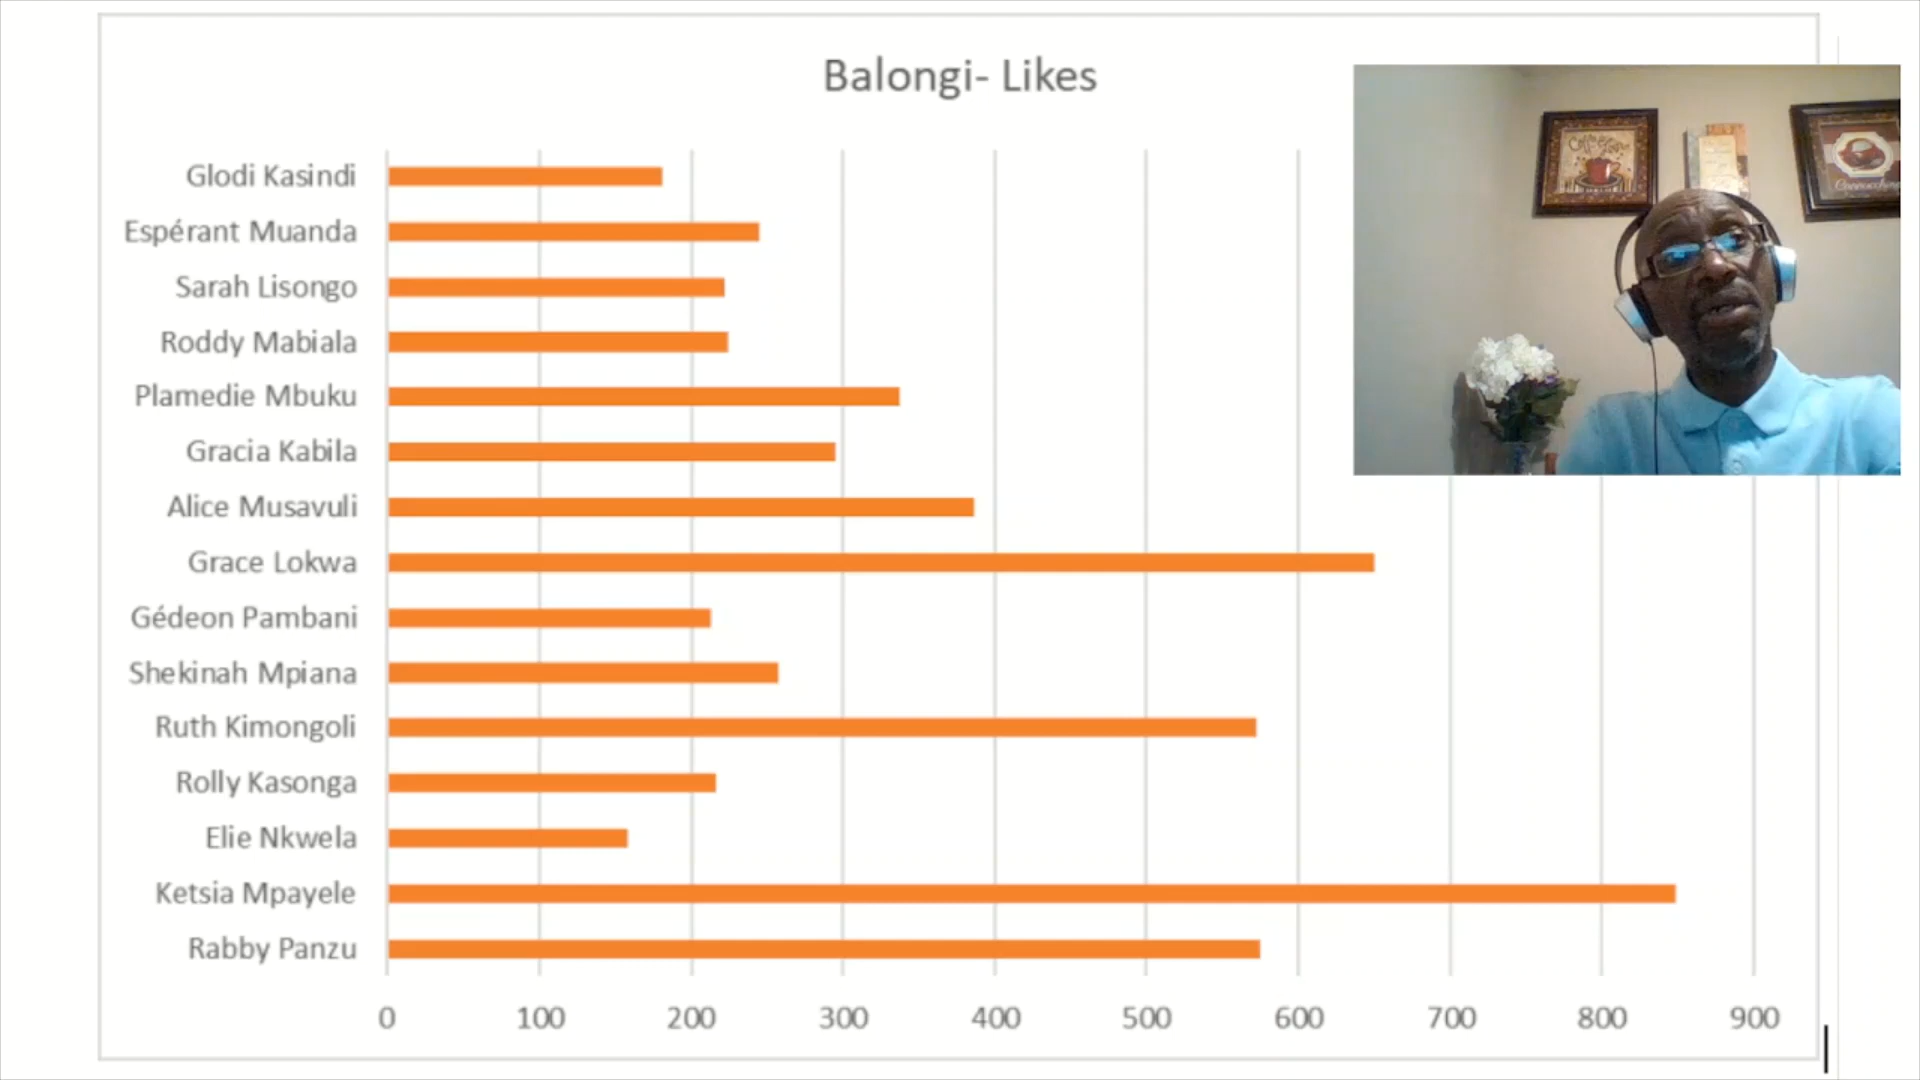 Balongi- Likes
Glodi Kasindi
Espérant Muanda
Sarah Lisongo
Roddy Mabiala
Plamedie Mbuku
Gracia Kabila
Alice Musavuli
Grace Lokwa
Gédeon Pambani
Shekinah Mpiana
Ruth Kimongoli
Rolly Kasonga
Elie Nkwela
Ketsia Mpayele
Rabby Panzu
0 100 200 300 400 500 600 700 800 900